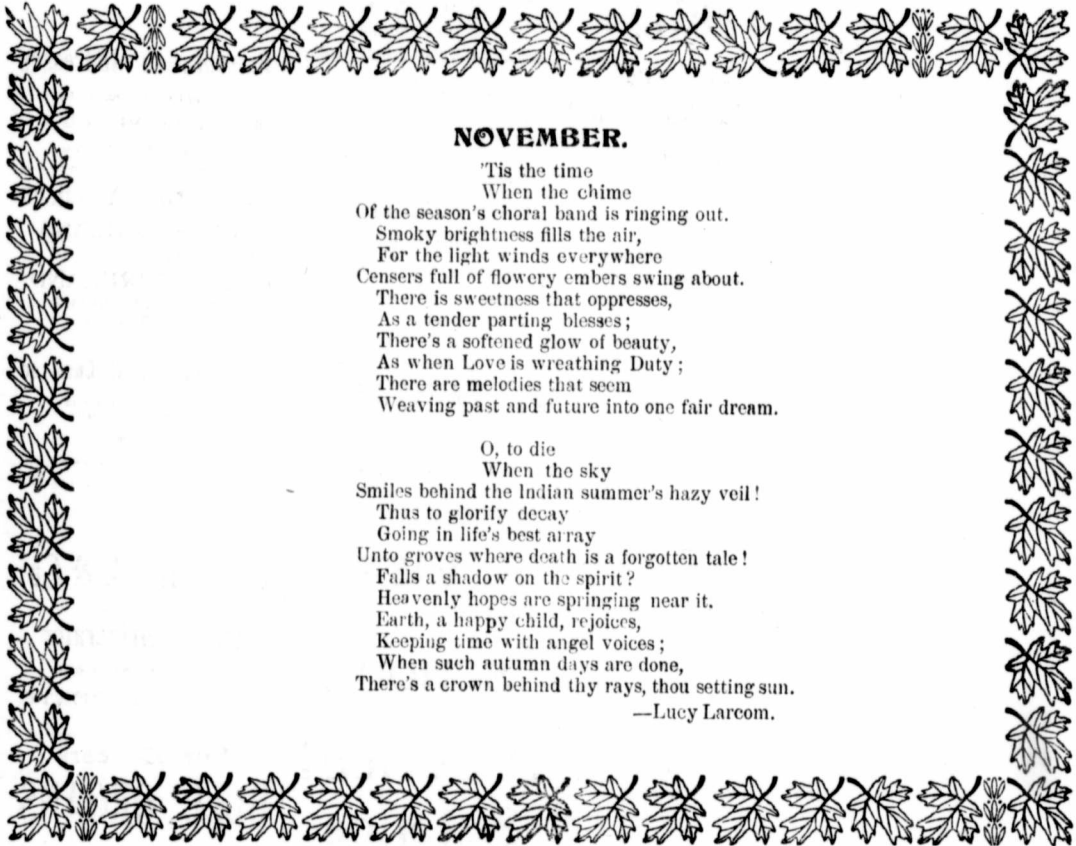 NOVEMBER.
'Tis the time
When the chime
Of the season's choral band is ringing out.
Smoky brightness fills the air,
For the light winds everywhere
Censers full of flowery embers swing about.
There is sweetness that oppresses,
As a tender parting blesses;
There's a softened glow of beauty,
As when Love is wreathing Duty;
There are melodies that seem
Weaving past and future into one fair dream.
O, to die
When the sky
Smiles behind the Indian summer's hazy veil!
Thus to glorify decay
Going in life's best array
Unto groves where death is a forgotten tale!
Falls a shadow on the spirit?
Heavenly hopes are springing near it.
Earth, a happy child, rejoices,
Keeping time with angel voices;
When such autumn days are done,
There's a crown behind thy rays, thou setting sun.
—Lucy Larcom.